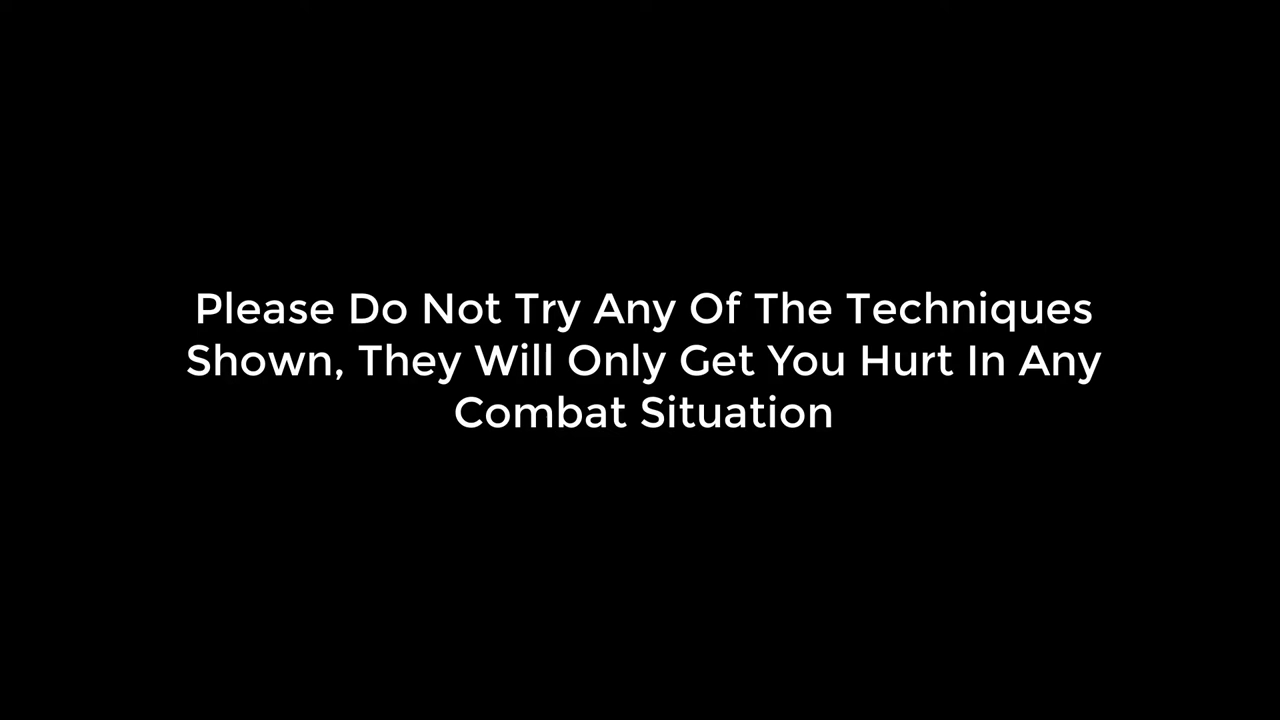 Please Do Not Try Any Of The Techniques
Shown, They Will Only Get You Hurt In Any
Combat Situation